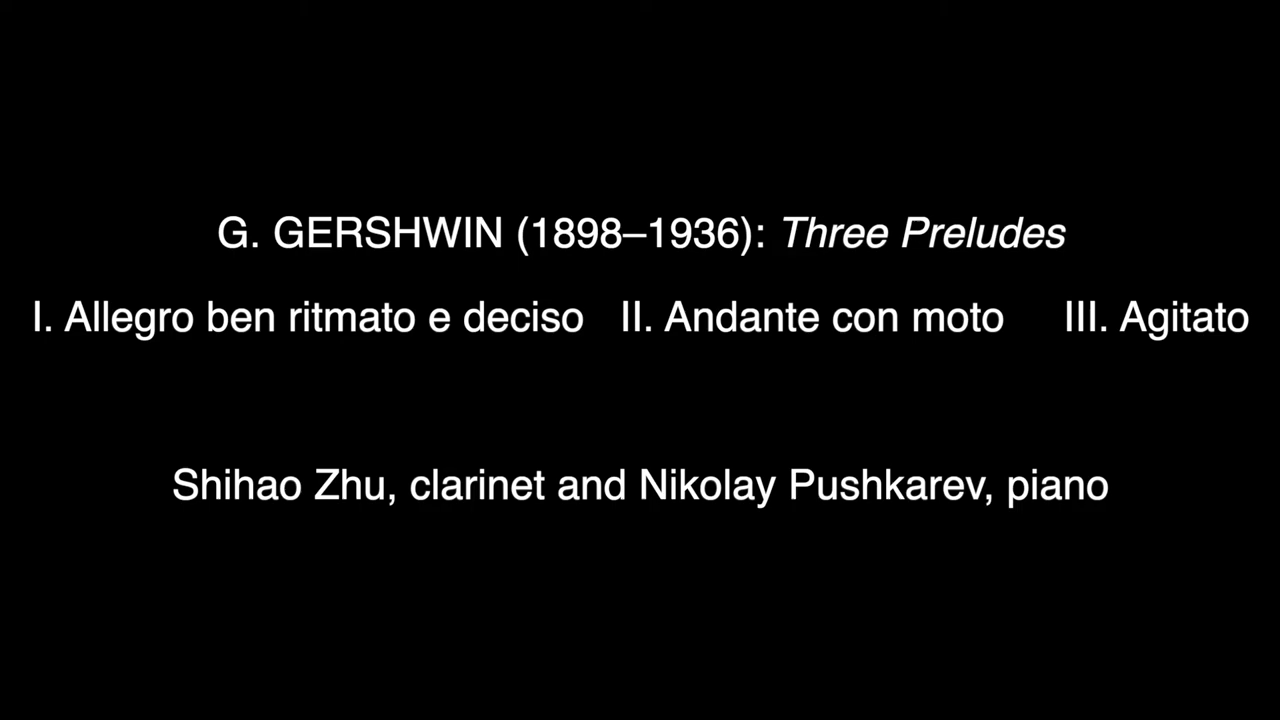 G. GERSHWIN (1898–1936): Three Preludes
I. Allegro ben ritmato e deciso II. Andante con moto III. Agitato
Shihao Zhu, clarinet and Nikolay Pushkarev, piano